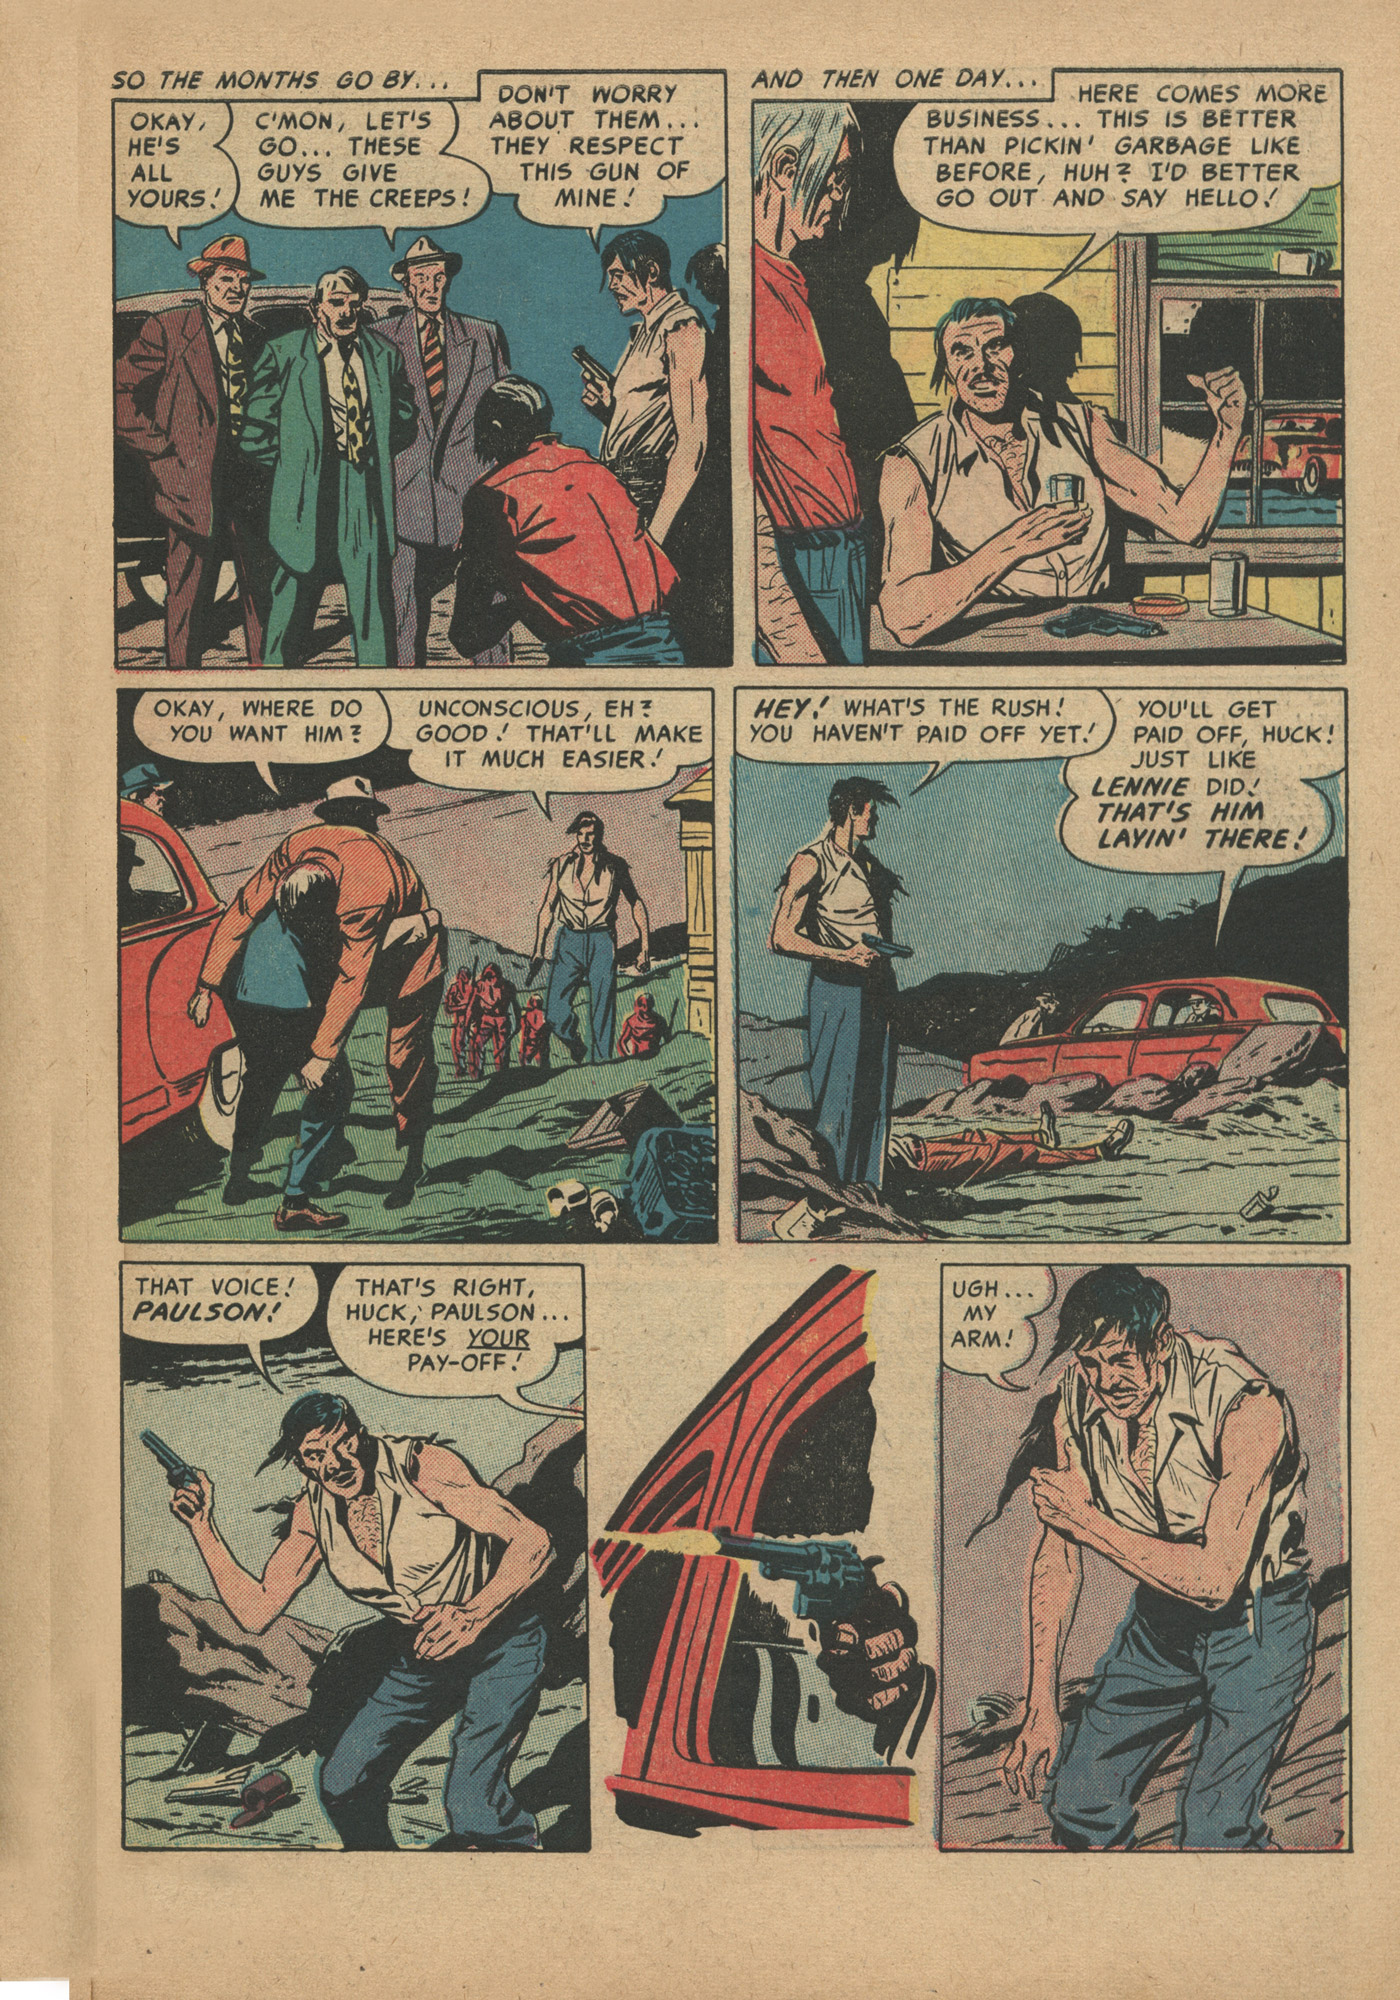 SO THE MONTHS GO BY...
OKAY,
HE'S
ALL
YOURS!
C'MON, LET'S
GO... THESE
GUYS GIVE
ME THE CREEPS!
DON'T WORRY
ABOUT THEM...
THEY RESPECT
THIS GUN OF
MINE!
AND THEN ONE DAY...
HERE COMES MORE
BUSINESS... THIS IS BETTER
THAN PICKIN' GARBAGE LIKE
BEFORE, HUH? I'D BETTER
GO OUT AND SAY HELLO!
OKAY, WHERE DO
YOU WANT HIM?
UNCONSCIOUS, EH?
GOOD! THAT'LL MAKE
IT MUCH EASIER!
HEY! WHAT'S THE RUSH!
YOU HAVEN'T PAID OFF YET!
YOU'LL GET
PAID OFF, HUCK!
JUST LIKE
LENNIE DID!
THAT'S HIM
LAYIN' THERE!
THAT VOICE!
PAULSON!
THAT'S RIGHT,
HUCK, PAULSON...
HERE'S YOUR
PAY-OFF!
UGH...
MY
ARM!
7